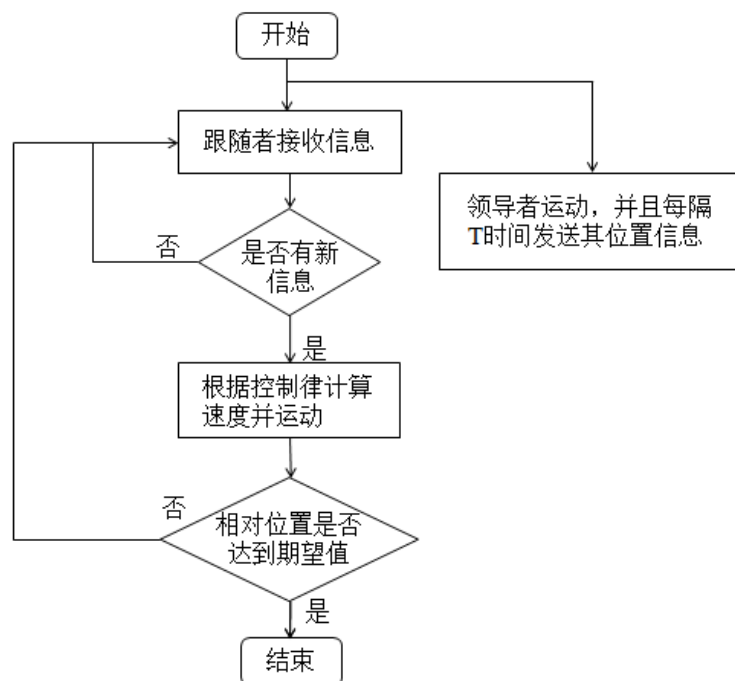 开始
跟随者接收信息
领导者运动，并且每隔
T时间发送其位置信息
否
是否有新
信息
是
根据控制律计算
速度并运动
否
相对位置是否
达到期望值
是
结束